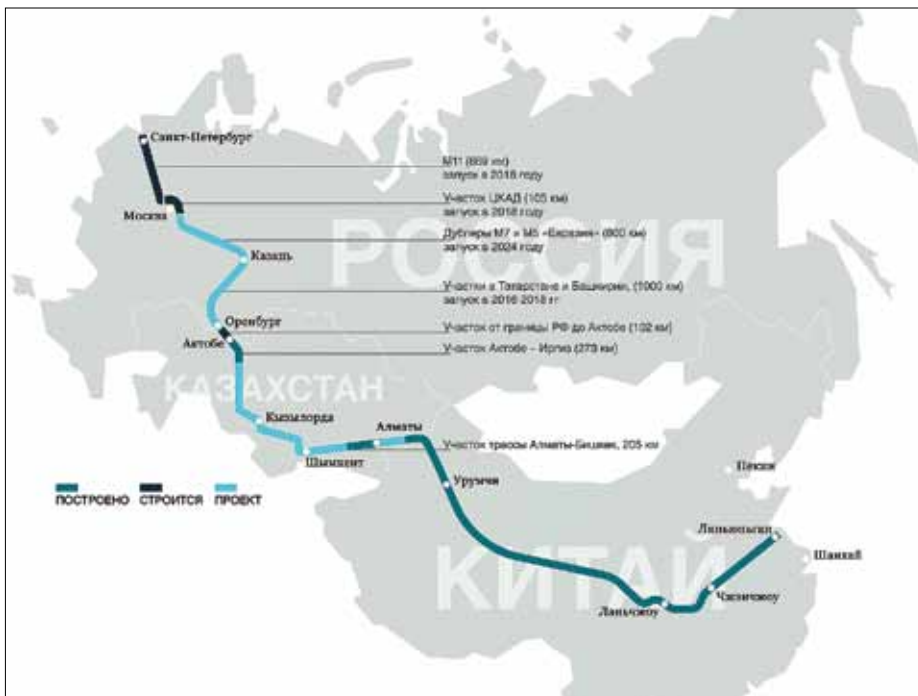 Санкт-Петербург
М11 (669 км)
запуск в 2018 году
Москва
Участок ЦКАД (105 км)
запуск в 2018 году
РОССИЯ
Дублеры М7 и М5 «Евразия» (800 км)
запуск в 2024 году
Казань
Участки в Татарстане и Башкирии, (1000 км)
запуск в 2016-2018 гг
Оренбург
Участок от границы РФ до Актобе (102 км)
Актобе
Участок Актобе – Иргиз (273 км)
КАЗАХСТАН
Кызылорда
Алматы
Шымкент
Участок трассы Алматы-Бишкек, 205 км
Урумчи
Пекин
ПОСТРОЕНО СТРОИТСЯ ПРОЕКТ
Ляньюньган
Шанхай
КИТАЙ
Чжэнчжоу
Ланьчжоу